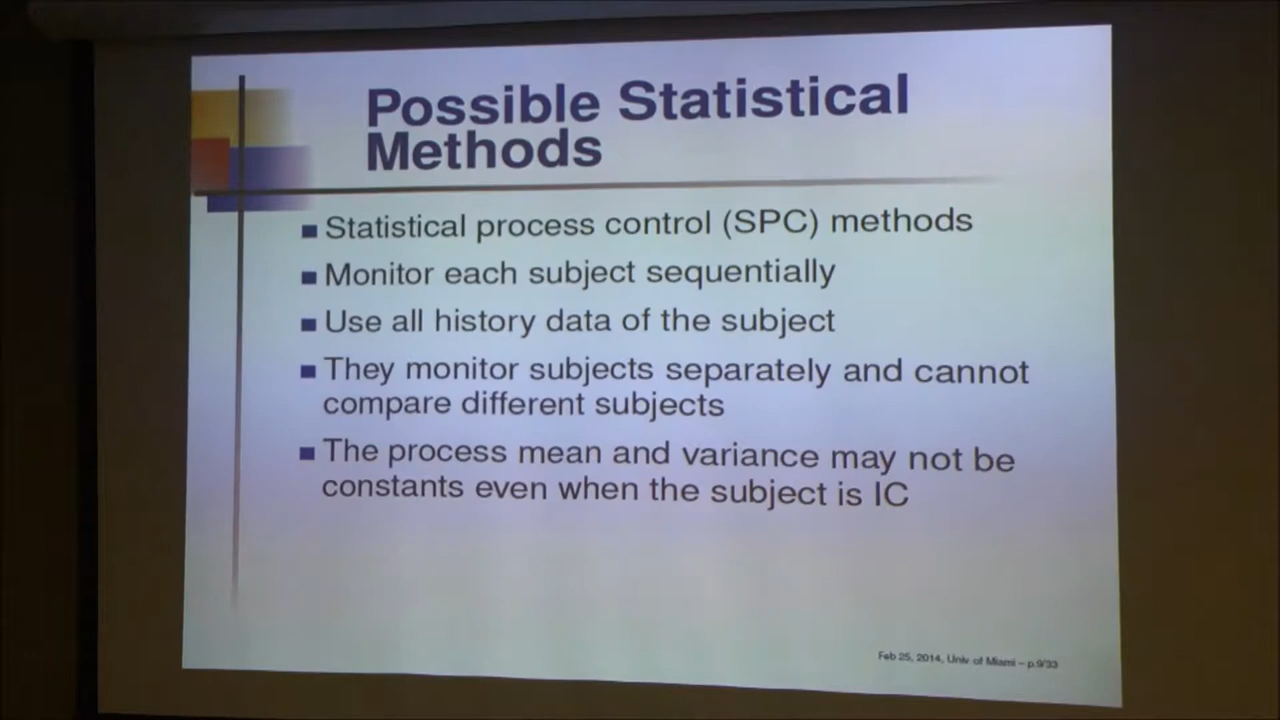 Possible Statistical
Methods
Statistical process control (SPC) methods
Monitor each subject sequentially
Use all history data of the subject
They monitor subjects separately and cannot
compare different subjects
The process mean and variance may not be
constants even when the subject is IC
Feb 25, 2014, Univ of Miami – p.9/33